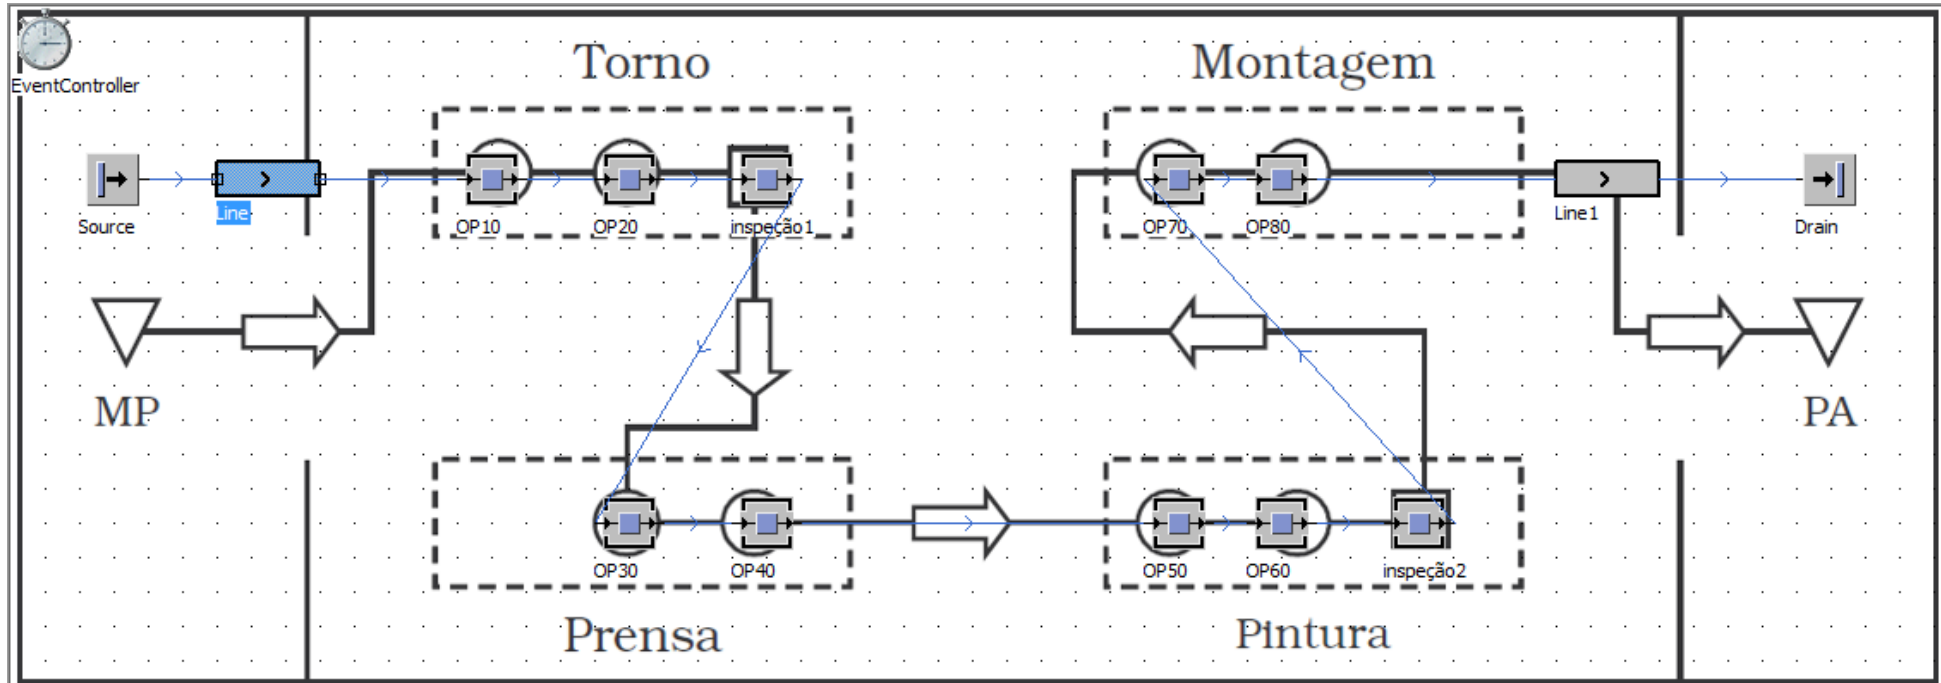 EventController
Torno
Montagem
Source
Line
OP10
OP20
inspeção1
OP70
OP80
Line1
Drain
MP
PA
OP30
OP40
OP50
OP60
inspeção2
Prensa
Pintura